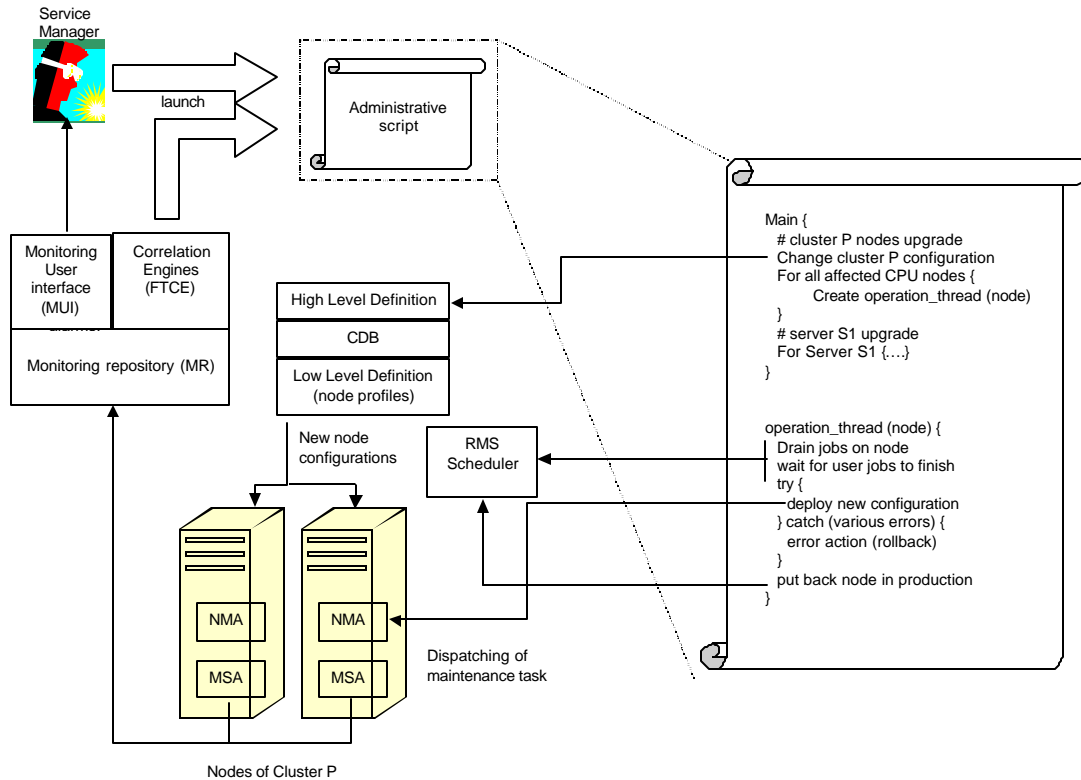 Service
Manager
launch
Administrative
script
Monitoring
User
interface
(MUI)
Correlation
Engines
(FTCE)
Monitoring repository (MR)
High Level Definition
CDB
Low Level Definition
(node profiles)
New node
configurations
RMS
Scheduler
NMA
NMA
MSA
MSA
Dispatching of
maintenance task
Nodes of Cluster P
Main {
# cluster P nodes upgrade
Change cluster P configuration
For all affected CPU nodes {
Create operation_thread (node)
}
# server S1 upgrade
For Server S1 {....}
}
operation_thread (node) {
Drain jobs on node
wait for user jobs to finish
try {
deploy new configuration
} catch (various errors) {
error action (rollback)
}
put back node in production
}